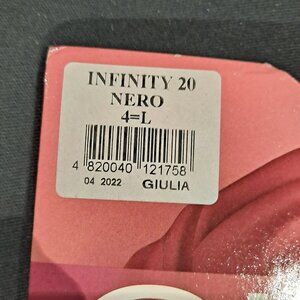 INFINITY 20
NERO
4=L
4 820040 121758
04 2022 GIULIA